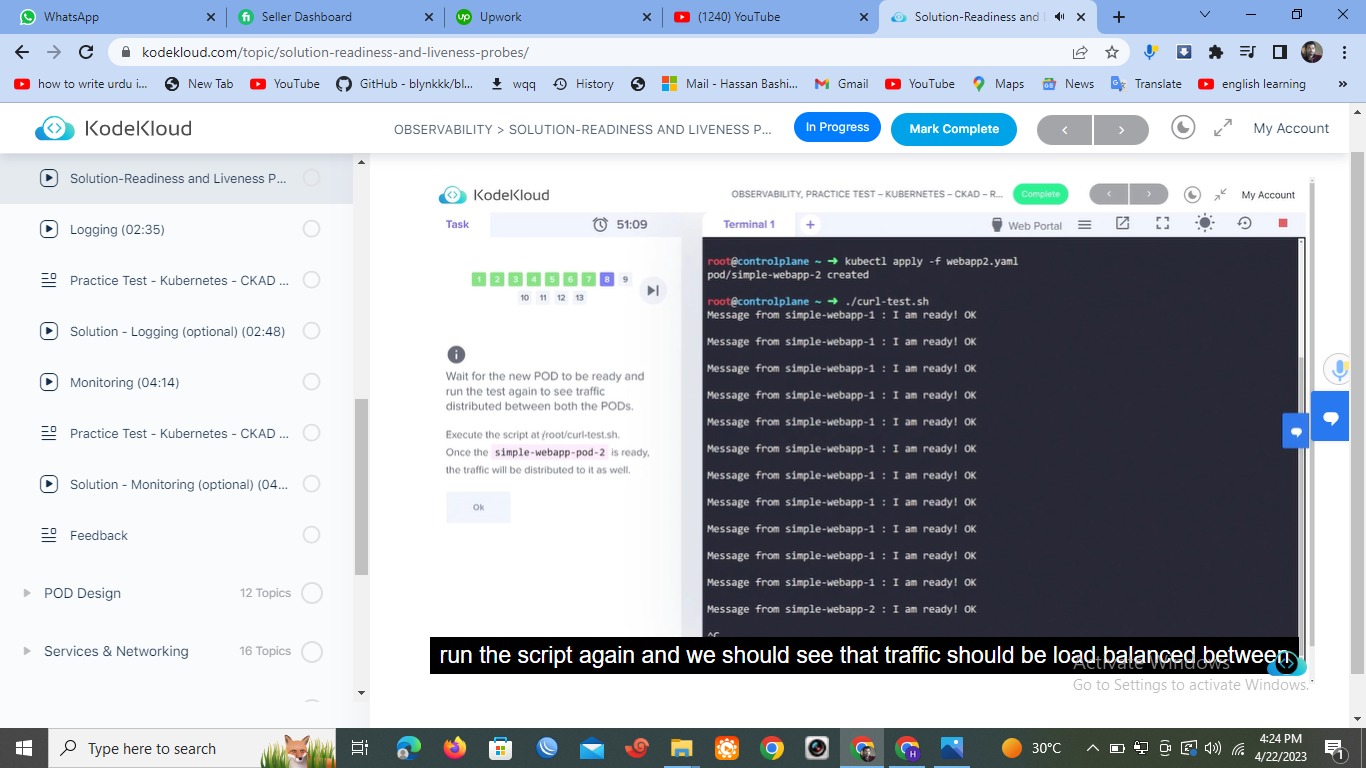 WhatsApp
Seller Dashboard
Upwork
(1240) YouTube
Solution-Readiness and L
kodekloud.com/topic/solution-readiness-and-liveness-probes/
how to write urdu i...
New Tab
YouTube
GitHub - blynkkk/bl...
wqq
History
Mail - Hassan Bashi...
Gmail
YouTube
Maps
News
Translate
english learning
»
KodeKloud
OBSERVABILITY > SOLUTION-READINESS AND LIVENESS P...
In Progress
Mark Complete
My Account
Solution-Readiness and Liveness P...
Logging (02:35)
Practice Test - Kubernetes - CKAD ...
Solution - Logging (optional) (02:48)
Monitoring (04:14)
Practice Test - Kubernetes - CKAD ...
Solution - Monitoring (optional) (04...
Feedback
POD Design
12 Topics
Services & Networking
16 Topics
KodeKloud
OBSERVABILITY, PRACTICE TEST – KUBERNETES – CKAD – R...
Complete
My Account
Task
51:09
Terminal 1
+
Web Portal
1 2 3 4 5 6 7 8 9
10 11 12 13
Wait for the new POD to be ready and
run the test again to see traffic
distributed between both the PODs.
Execute the script at /root/curl-test.sh.
Once the simple-webapp-pod-2 is ready,
the traffic will be distributed to it as well.
Ok
root@controlplane ~ ➜ kubectl apply -f webapp2.yaml
pod/simple-webapp-2 created
root@controlplane ~ ➜ ./curl-test.sh
Message from simple-webapp-1 : I am ready! OK
Message from simple-webapp-1 : I am ready! OK
Message from simple-webapp-1 : I am ready! OK
Message from simple-webapp-1 : I am ready! OK
Message from simple-webapp-1 : I am ready! OK
Message from simple-webapp-1 : I am ready! OK
Message from simple-webapp-1 : I am ready! OK
Message from simple-webapp-1 : I am ready! OK
Message from simple-webapp-1 : I am ready! OK
Message from simple-webapp-1 : I am ready! OK
Message from simple-webapp-1 : I am ready! OK
Message from simple-webapp-2 : I am ready! OK
^C
run the script again and we should see that traffic should be load balanced between
Activate Windows
Go to Settings to activate Windows.
Type here to search
30°C
4:24 PM
4/22/2023
1